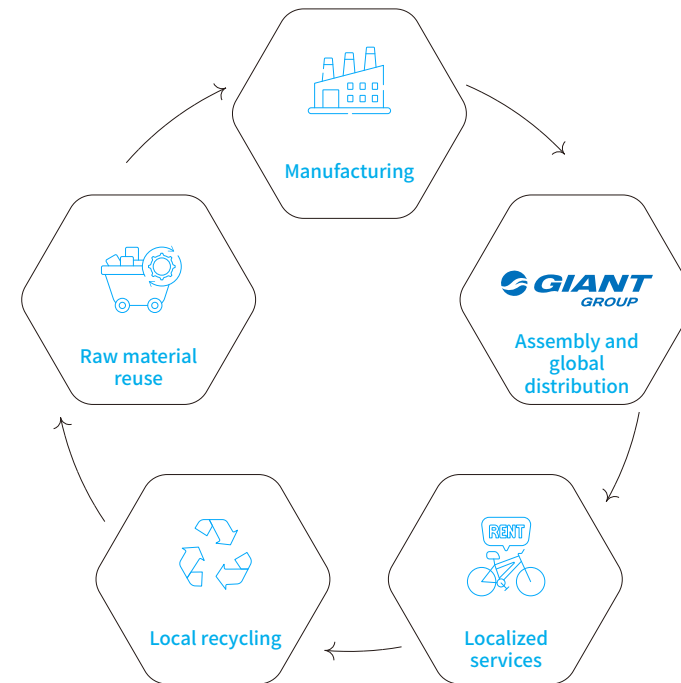 Manufacturing
GIANT
GROUP
Assembly and
global
distribution
RENT
Localized
services
Local recycling
Raw material
reuse